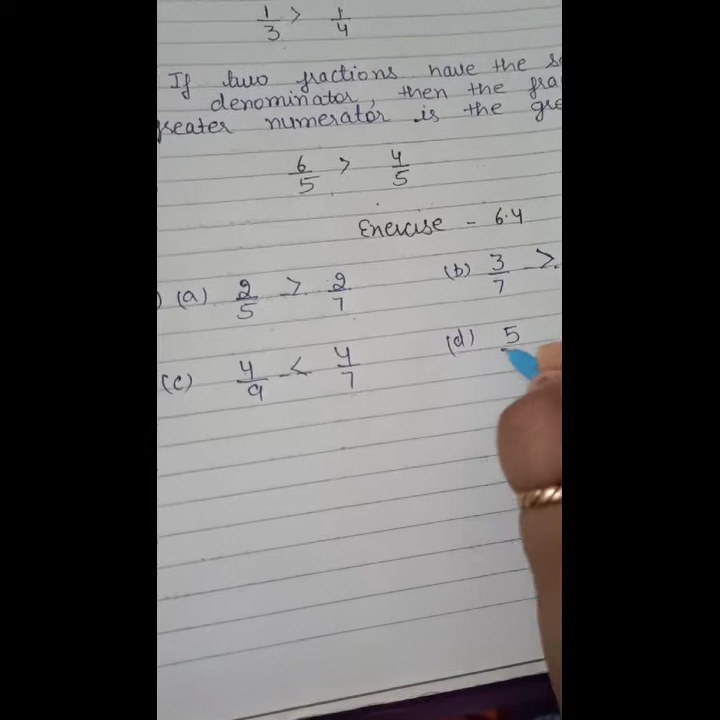 1/3 > 1/4
If two fractions have the
denominator, then the
greater numerator is the
6/5 > 4/5
Exercise - 6.4
(a) 2/5 > 2/7 (b) 3/7 >
(c) 4/9 < 4/7 (d) 5